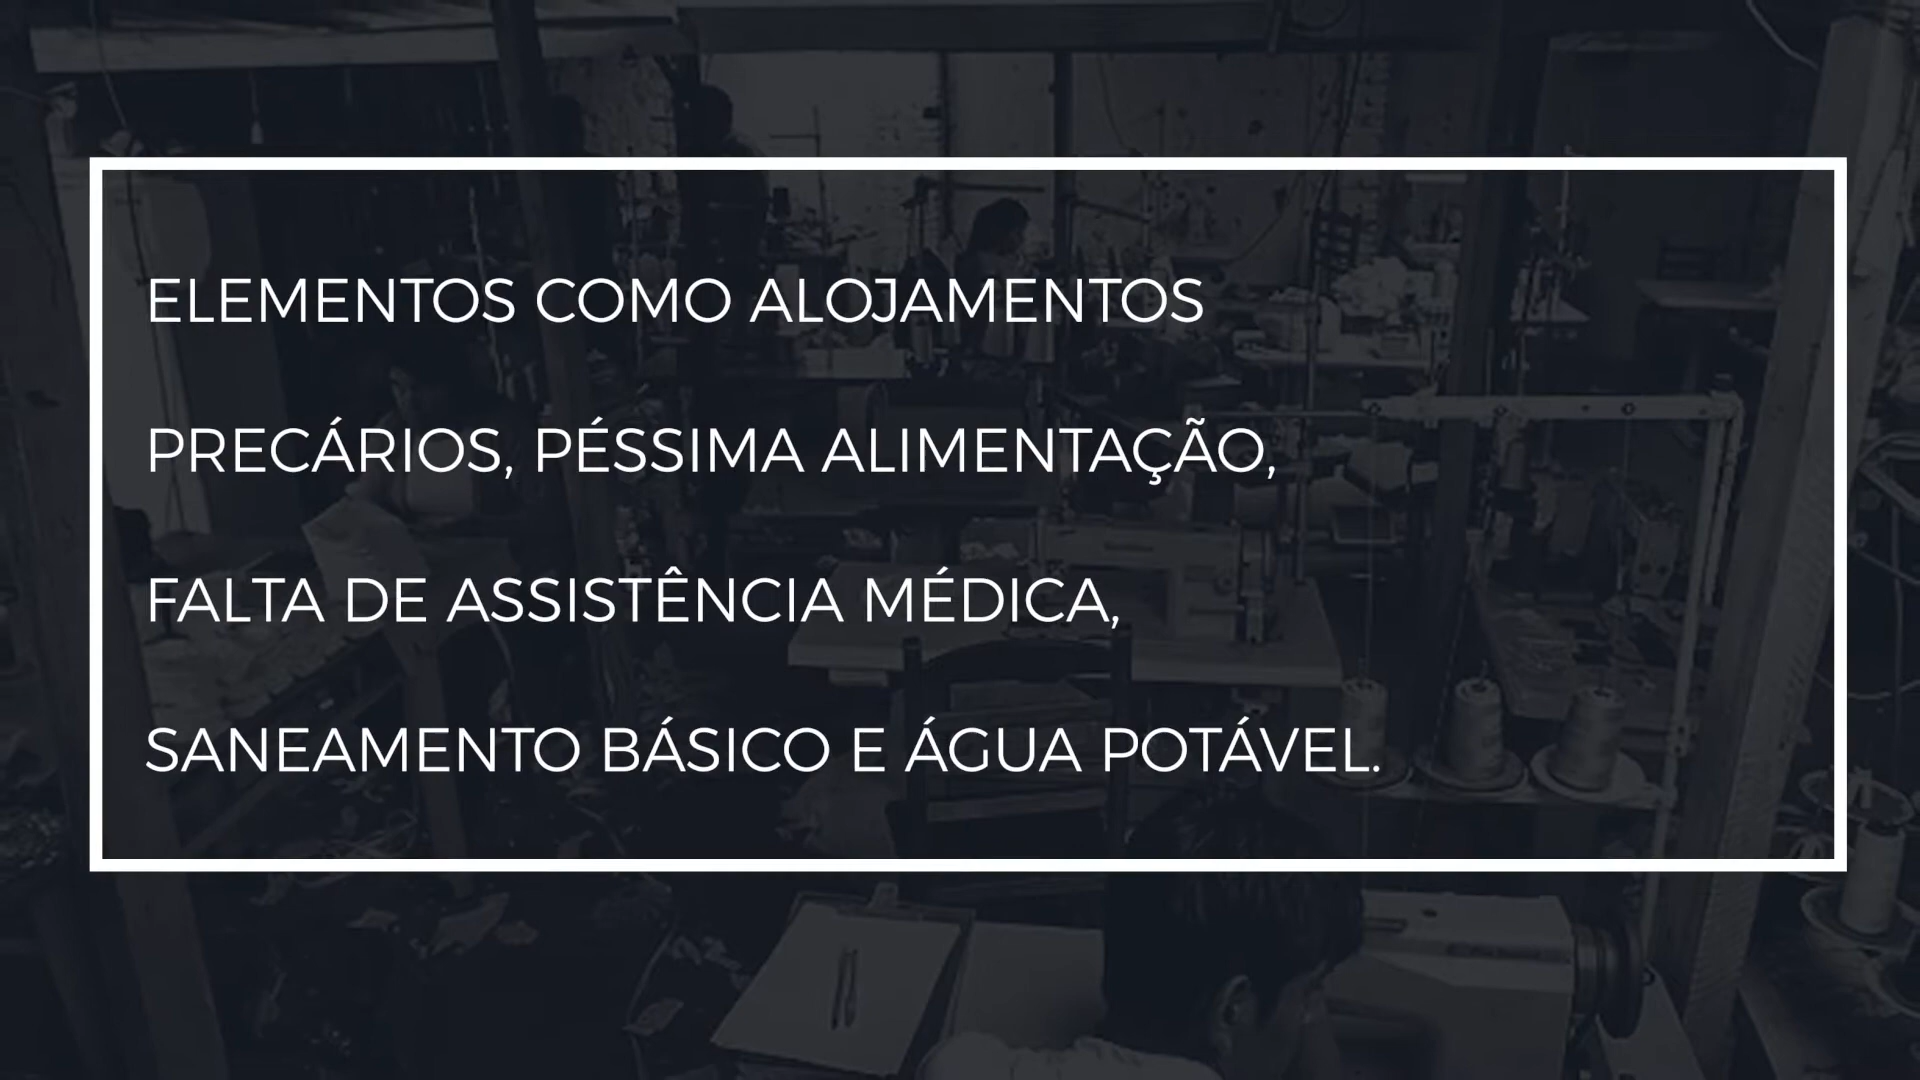 ELEMENTOS COMO ALOJAMENTOS
PRECÁRIOS, PÉSSIMA ALIMENTAÇÃO,
FALTA DE ASSISTÊNCIA MÉDICA,
SANEAMENTO BÁSICO E ÁGUA POTÁVEL.